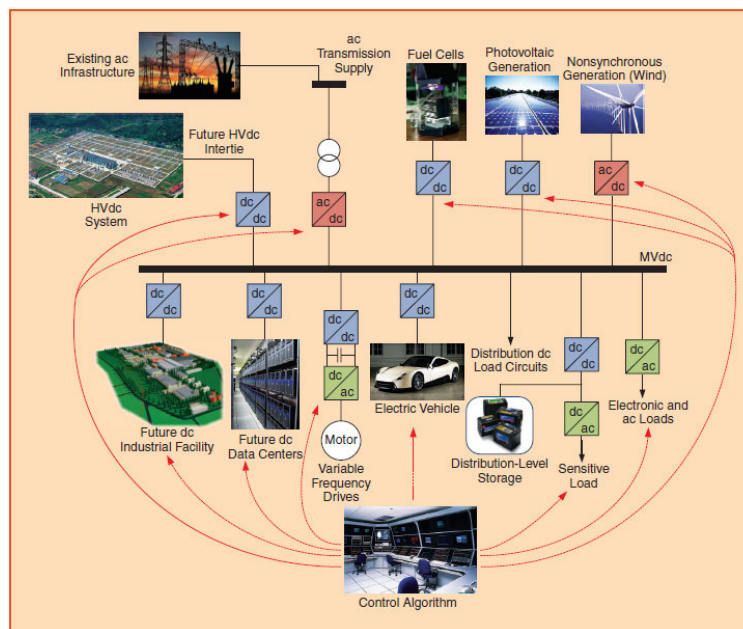 Existing ac
Infrastructure
ac
Transmission
Supply
Fuel Cells
Photovoltaic
Generation
Nonsynchronous
Generation (Wind)
Future HVdc
Intertie
HVdc
System
dc
dc
ac
dc
dc
dc
dc
dc
ac
dc
MVdc
dc
dc
dc
dc
dc
dc
dc
dc
dc
dc
dc
ac
dc
ac
Distribution dc
Load Circuits
Electric Vehicle
Electronic and
ac Loads
Future dc
Industrial Facility
Future dc
Data Centers
Motor
Variable
Frequency
Drives
dc
ac
Distribution-Level
Storage
Sensitive
Load
Control Algorithm